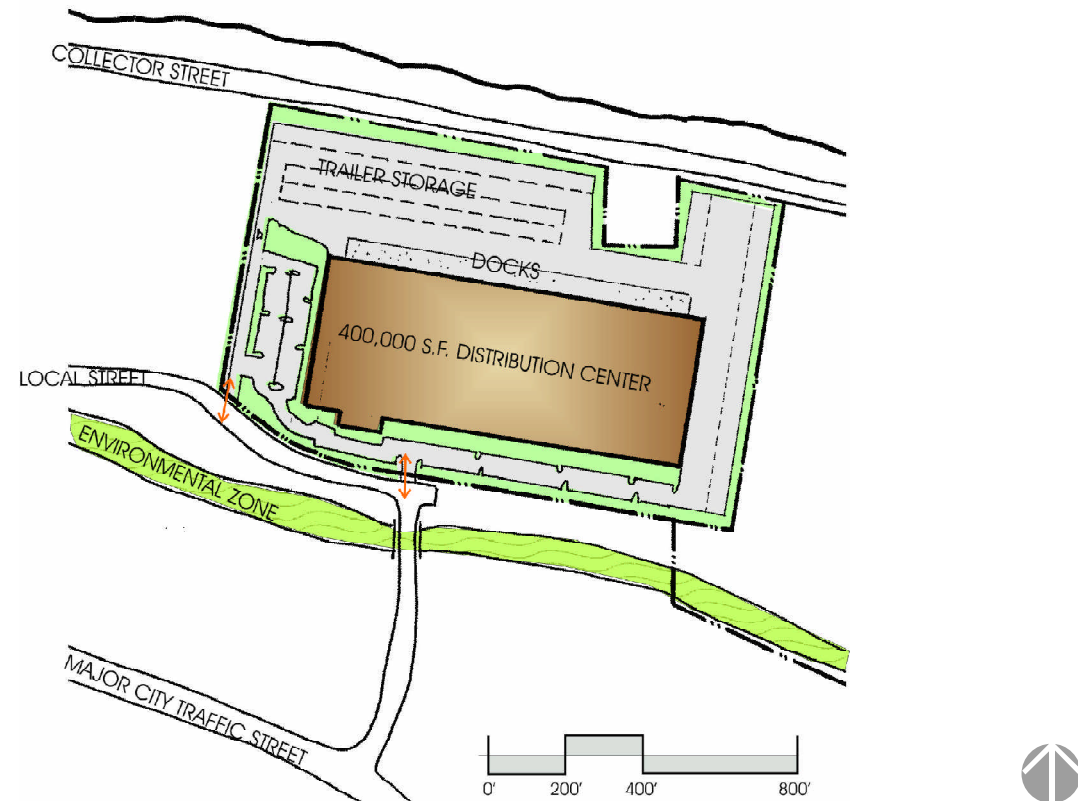 COLLECTOR STREET
TRAILER STORAGE
DOCKS
400,000 S.F. DISTRIBUTION CENTER
LOCAL STREET
ENVIRONMENTAL ZONE
MAJOR CITY TRAFFIC STREET
0' 200' 400' 800'